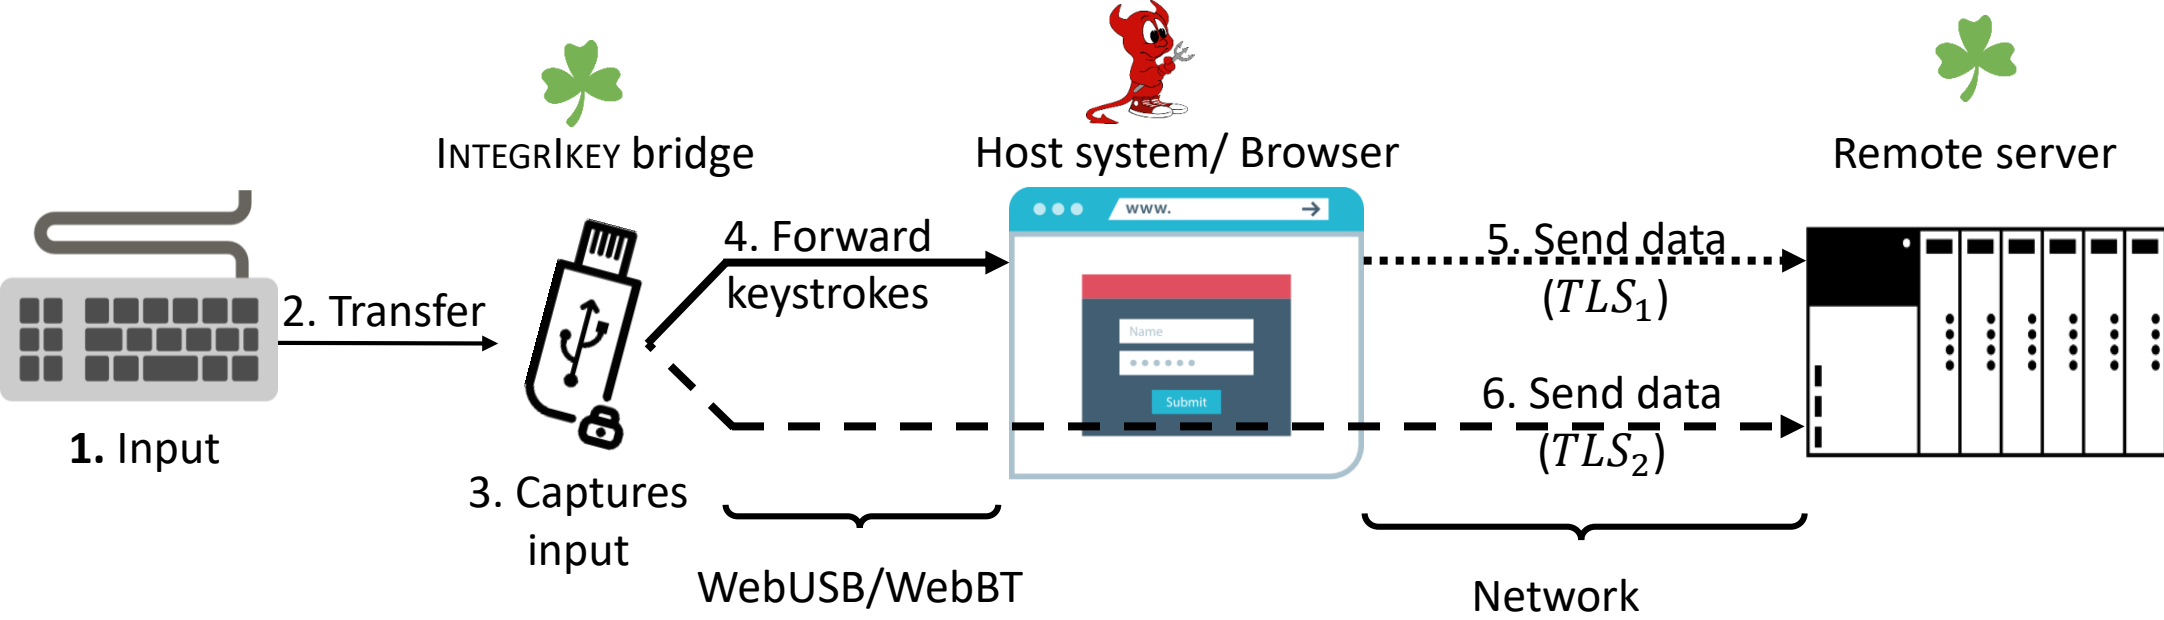 INTEGRIKEY bridge
Host system/ Browser
Remote server
www.
4. Forward
keystrokes
5. Send data
(TLS₁)
2. Transfer
Name
Submit
6. Send data
(TLS₂)
1. Input
3. Captures
input
WebUSB/WebBT
Network